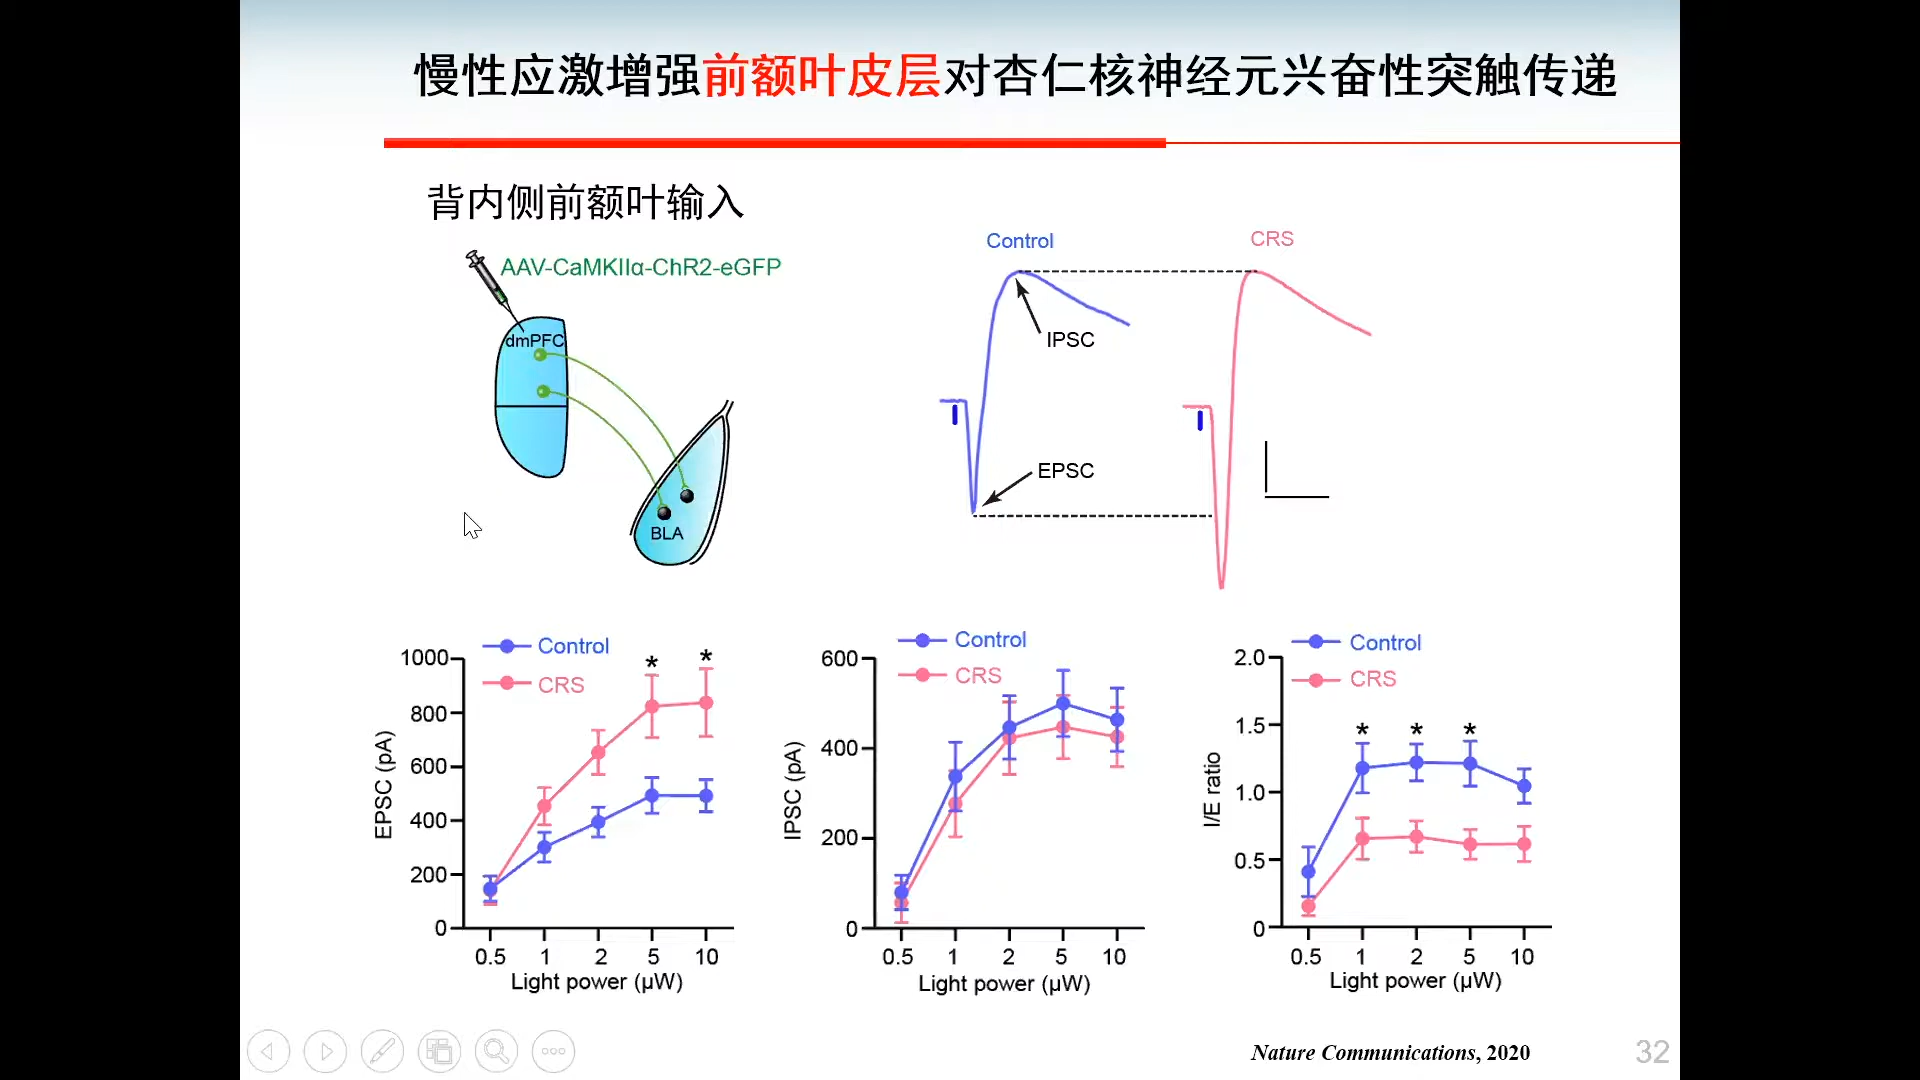 慢性应激增强前额叶皮层对杏仁核神经元兴奋性突触传递
背内侧前额叶输入
AAV-CaMKIIα-ChR2-eGFP
dmPFC
BLA
Control
CRS
IPSC
EPSC
Control
CRS
* *
1000
800
600
400
200
0
EPSC (pA)
0.5 1 2 5 10
Light power (μW)
Control
CRS
600
400
200
0
IPSC (pA)
0.5 1 2 5 10
Light power (μW)
Control
CRS
* * *
2.0
1.5
1.0
0.5
0
I/E ratio
0.5 1 2 5 10
Light power (μW)
Nature Communications, 2020
32